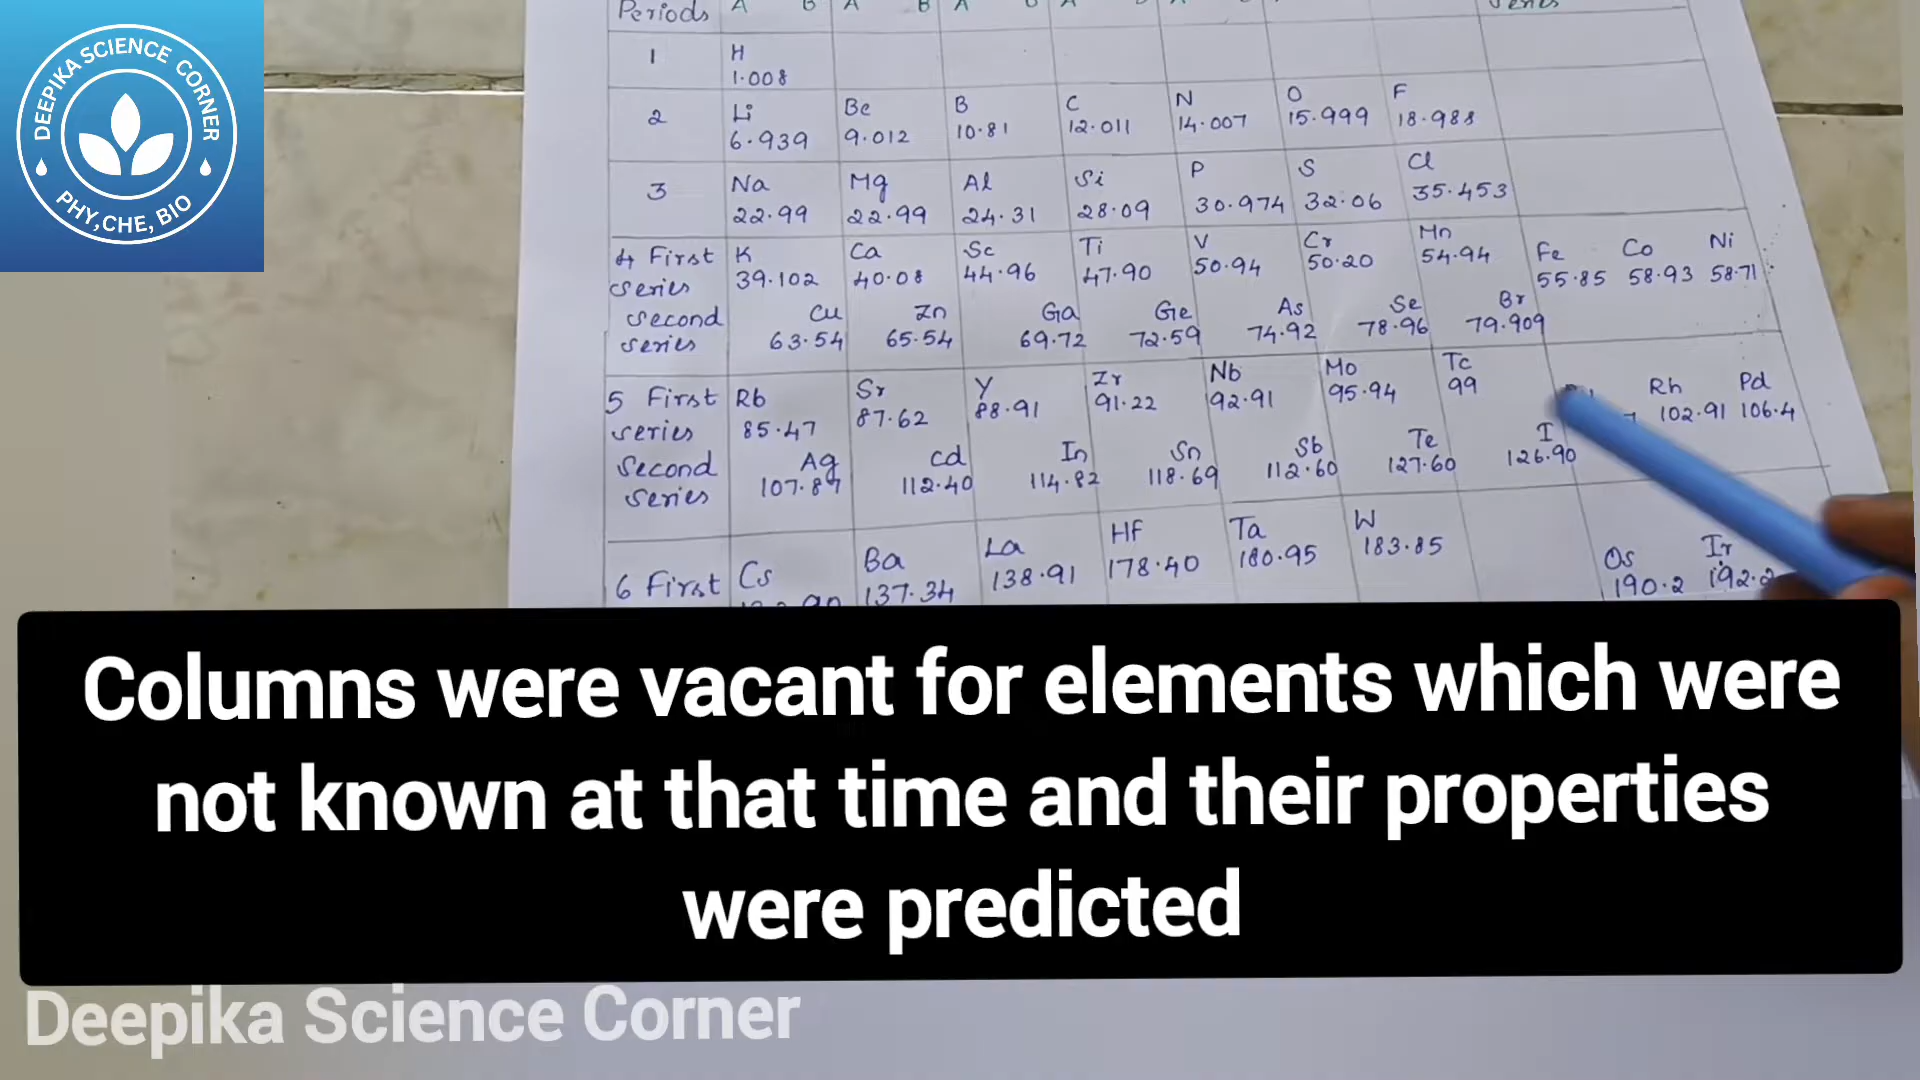 DEEPIKA SCIENCE CORNER
PHY,CHE, BIO
Periods A B A B A B A
Series
1 H
1.008
2 Li Be B C N O F
6.939 9.012 10.81 12.011 14.007 15.999 18.988
3 Na Mg Al Si P S Cl
22.99 22.99 24.31 28.09 30.974 32.06 35.453
4 First K Ca Sc Ti V Cr Mn Fe Co Ni
series 39.102 40.08 44.96 47.90 50.94 50.20 54.94 55.85 58.93 58.71
second Cu Zn Ga Ge As Se Br
series 63.54 65.54 69.72 72.59 74.92 78.96 79.909
5 First Rb Sr Y Zr Nb Mo Tc Rh Pd
series 85.47 87.62 88.91 91.22 92.91 95.94 99 102.91 106.4
Second Ag Cd In Sn Sb Te I
series 107.87 112.40 114.82 118.69 112.60 127.60 126.90
6 First Cs Ba La Hf Ta W Os Ir
137.34 138.91 178.40 180.95 183.85 190.2 192.2
Columns were vacant for elements which were
not known at that time and their properties
were predicted
Deepika Science Corner